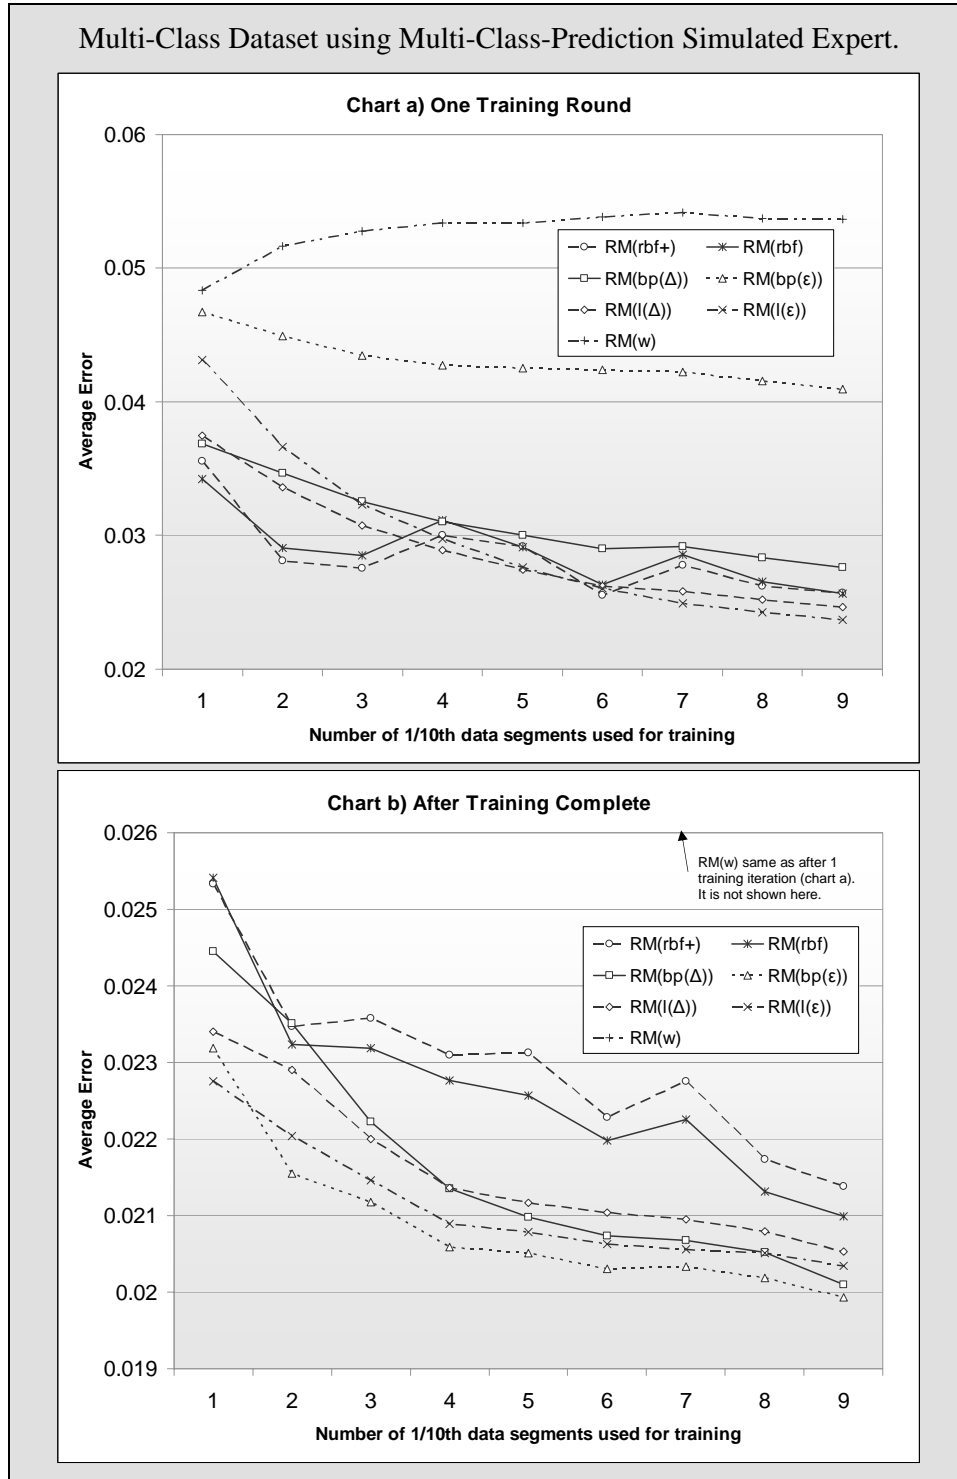 Multi-Class Dataset using Multi-Class-Prediction Simulated Expert.
Chart a) One Training Round
0.06
0.05
0.04
0.03
0.02
Average Error
RM(rbf+) RM(rbf)
RM(bp(Δ)) RM(bp(ε))
RM(l(Δ)) RM(l(ε))
RM(w)
1 2 3 4 5 6 7 8 9
Number of 1/10th data segments used for training
Chart b) After Training Complete
0.026
0.025
0.024
0.023
0.022
0.021
0.02
0.019
Average Error
RM(w) same as after 1
training iteration (chart a).
It is not shown here.
RM(rbf+) RM(rbf)
RM(bp(Δ)) RM(bp(ε))
RM(l(Δ)) RM(l(ε))
RM(w)
1 2 3 4 5 6 7 8 9
Number of 1/10th data segments used for training